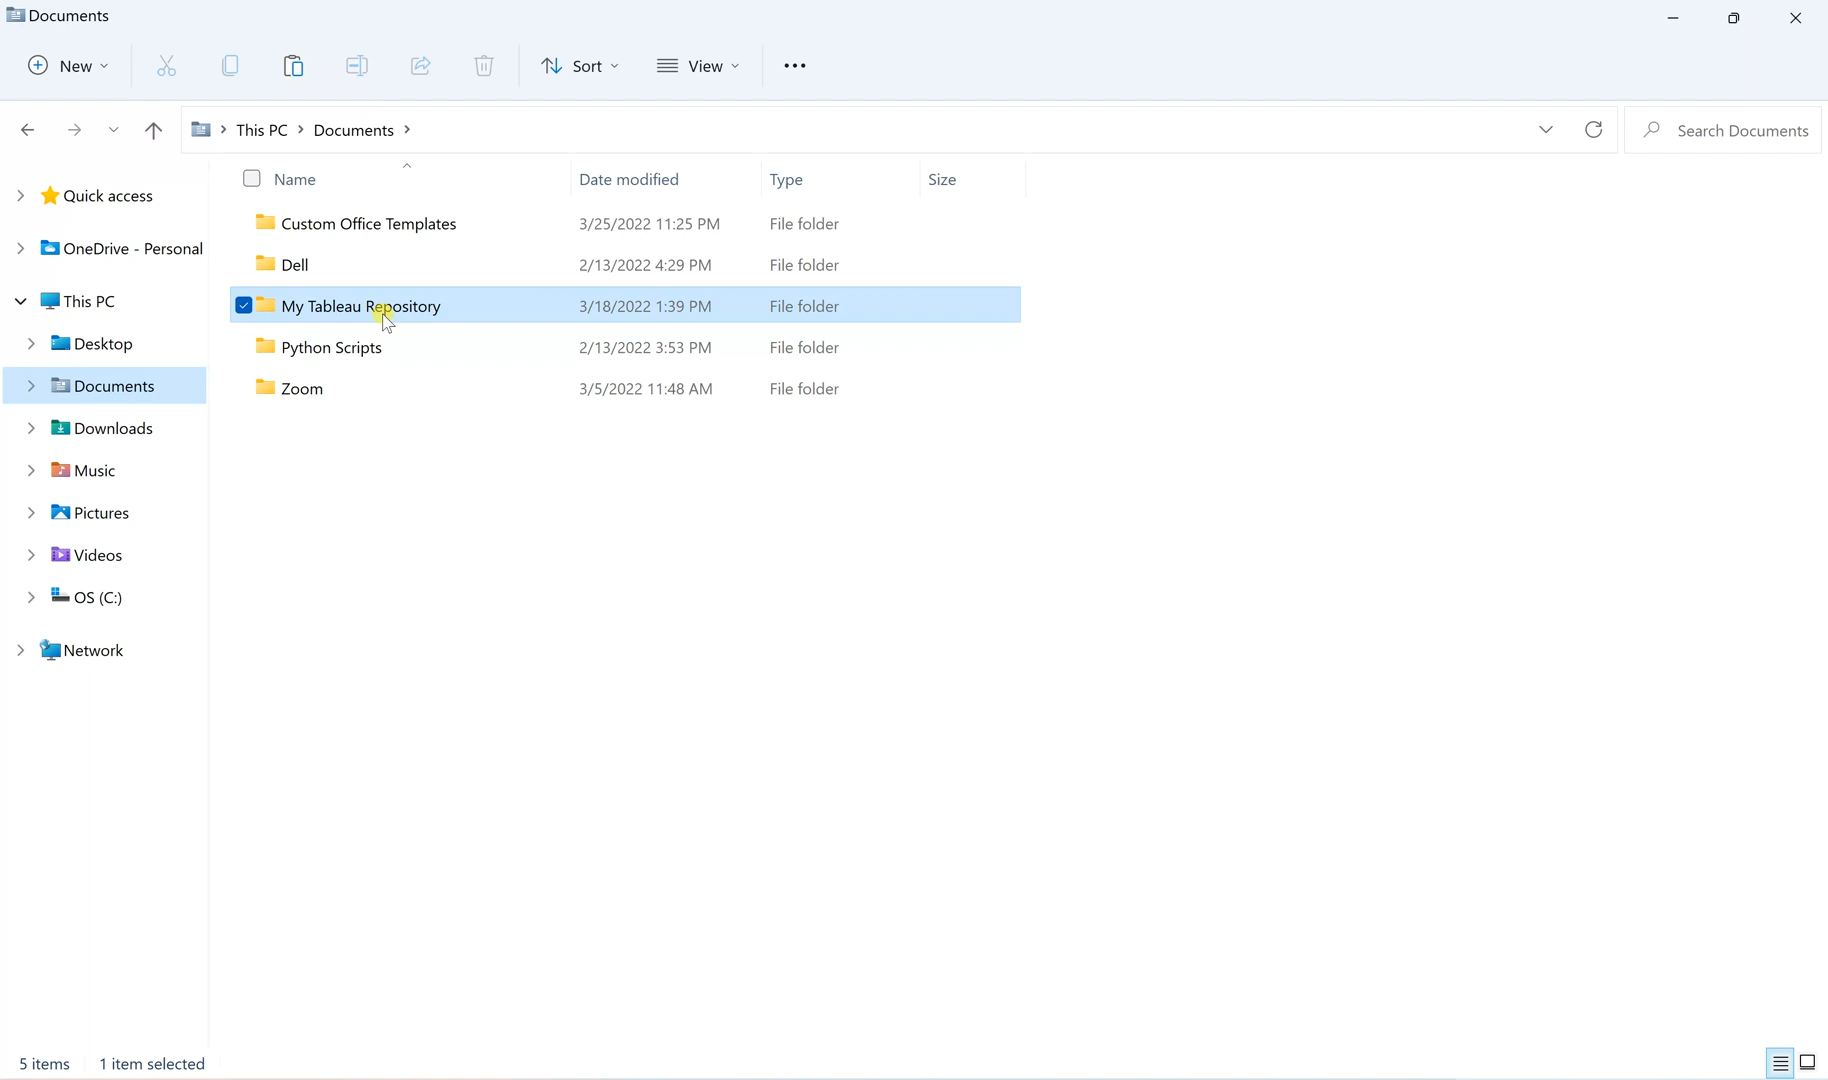 Documents
New
Sort
View
This PC
Documents
Search Documents
Quick access
OneDrive - Personal
This PC
Desktop
Documents
Downloads
Music
Pictures
Videos
OS (C:)
Network
Name Date modified Type Size
Custom Office Templates 3/25/2022 11:25 PM File folder
Dell 2/13/2022 4:29 PM File folder
My Tableau Repository 3/18/2022 1:39 PM File folder
Python Scripts 2/13/2022 3:53 PM File folder
Zoom 3/5/2022 11:48 AM File folder
5 items 1 item selected